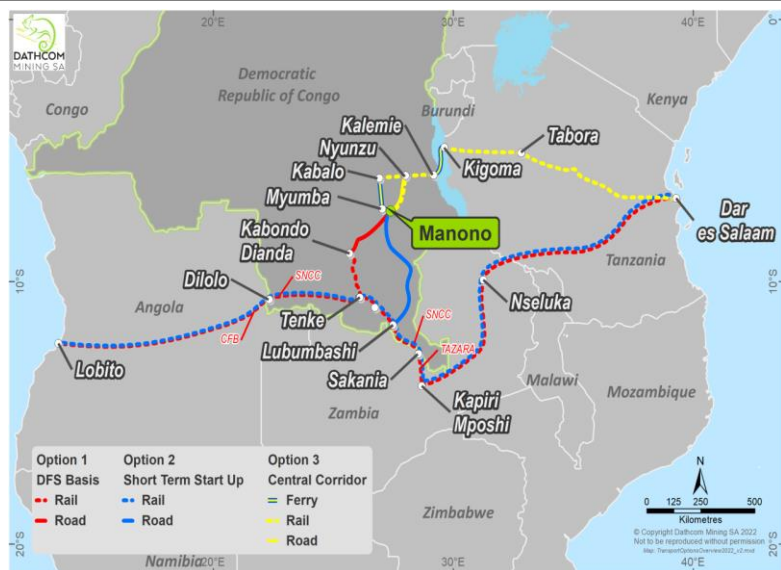 20°E
30°E
40°E
0°
DATHCOM
MINING SA
Democratic
Republic of Congo
Congo
Kenya
Burundi
Kalemie
Nyunzu
Tabora
Kabalo
Kigoma
Myumba
Manono
Kabondo
Dianda
Dar
es Salaam
Tanzania
10°S
10°S
Dilolo
SNCC
Angola
Nseluka
Tenke
SNCC
CFB
Lubumbashi
TAZARA
Lobito
Sakania
Malawi
Mozambique
Kapiri
Mposhi
Zambia
Option 1
DFS Basis
Rail
Road
Option 2
Short Term Start Up
Rail
Road
Option 3
Central Corridor
Ferry
Rail
Road
Zimbabwe
Namibia
N
0 125 250 500
Kilometres
© Copyright Dathcom Mining SA 2022
Not to be reproduced without permission
Map: TransportOptionsOverview2022_v2.mxd
20°S
20°S
20°E
30°E
40°E